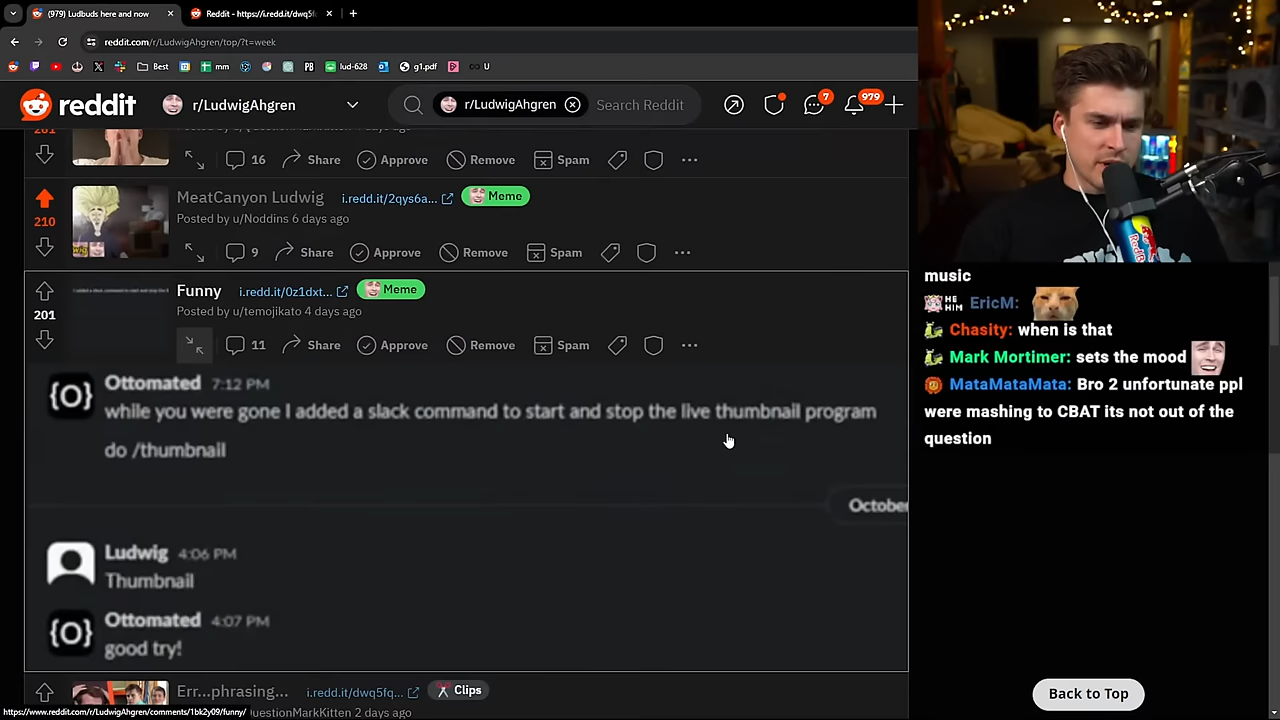 (979) Ludbuds here and now
Reddit - https://i.redd.it/dwq5f
reddit.com/r/LudwigAhgren/top/?t=week
Best
mm
PB
lud-628
g1.pdf
U
reddit
r/LudwigAhgren
r/LudwigAhgren
Search Reddit
7
979
16
Share
Approve
Remove
Spam
210
MeatCanyon Ludwig
i.redd.it/2qys6a...
Meme
Posted by u/Noddins 6 days ago
9
Share
Approve
Remove
Spam
201
Funny
i.redd.it/0z1dxt...
Meme
Posted by u/temojikato 4 days ago
11
Share
Approve
Remove
Spam
{O} Ottomated 7:12 PM
while you were gone I added a slack command to start and stop the live thumbnail program
do /thumbnail
October
Ludwig 4:06 PM
Thumbnail
{O} Ottomated 4:07 PM
good try!
Err...phrasing...
i.redd.it/dwq5fq...
Clips
uestionMarkKitten 2 days ago
https://www.reddit.com/r/LudwigAhgren/comments/1bk2y09/funny/
music
HE HIM EricM:
Chasity: when is that
Mark Mortimer: sets the mood
MataMataMata: Bro 2 unfortunate ppl
were mashing to CBAT its not out of the
question
Back to Top